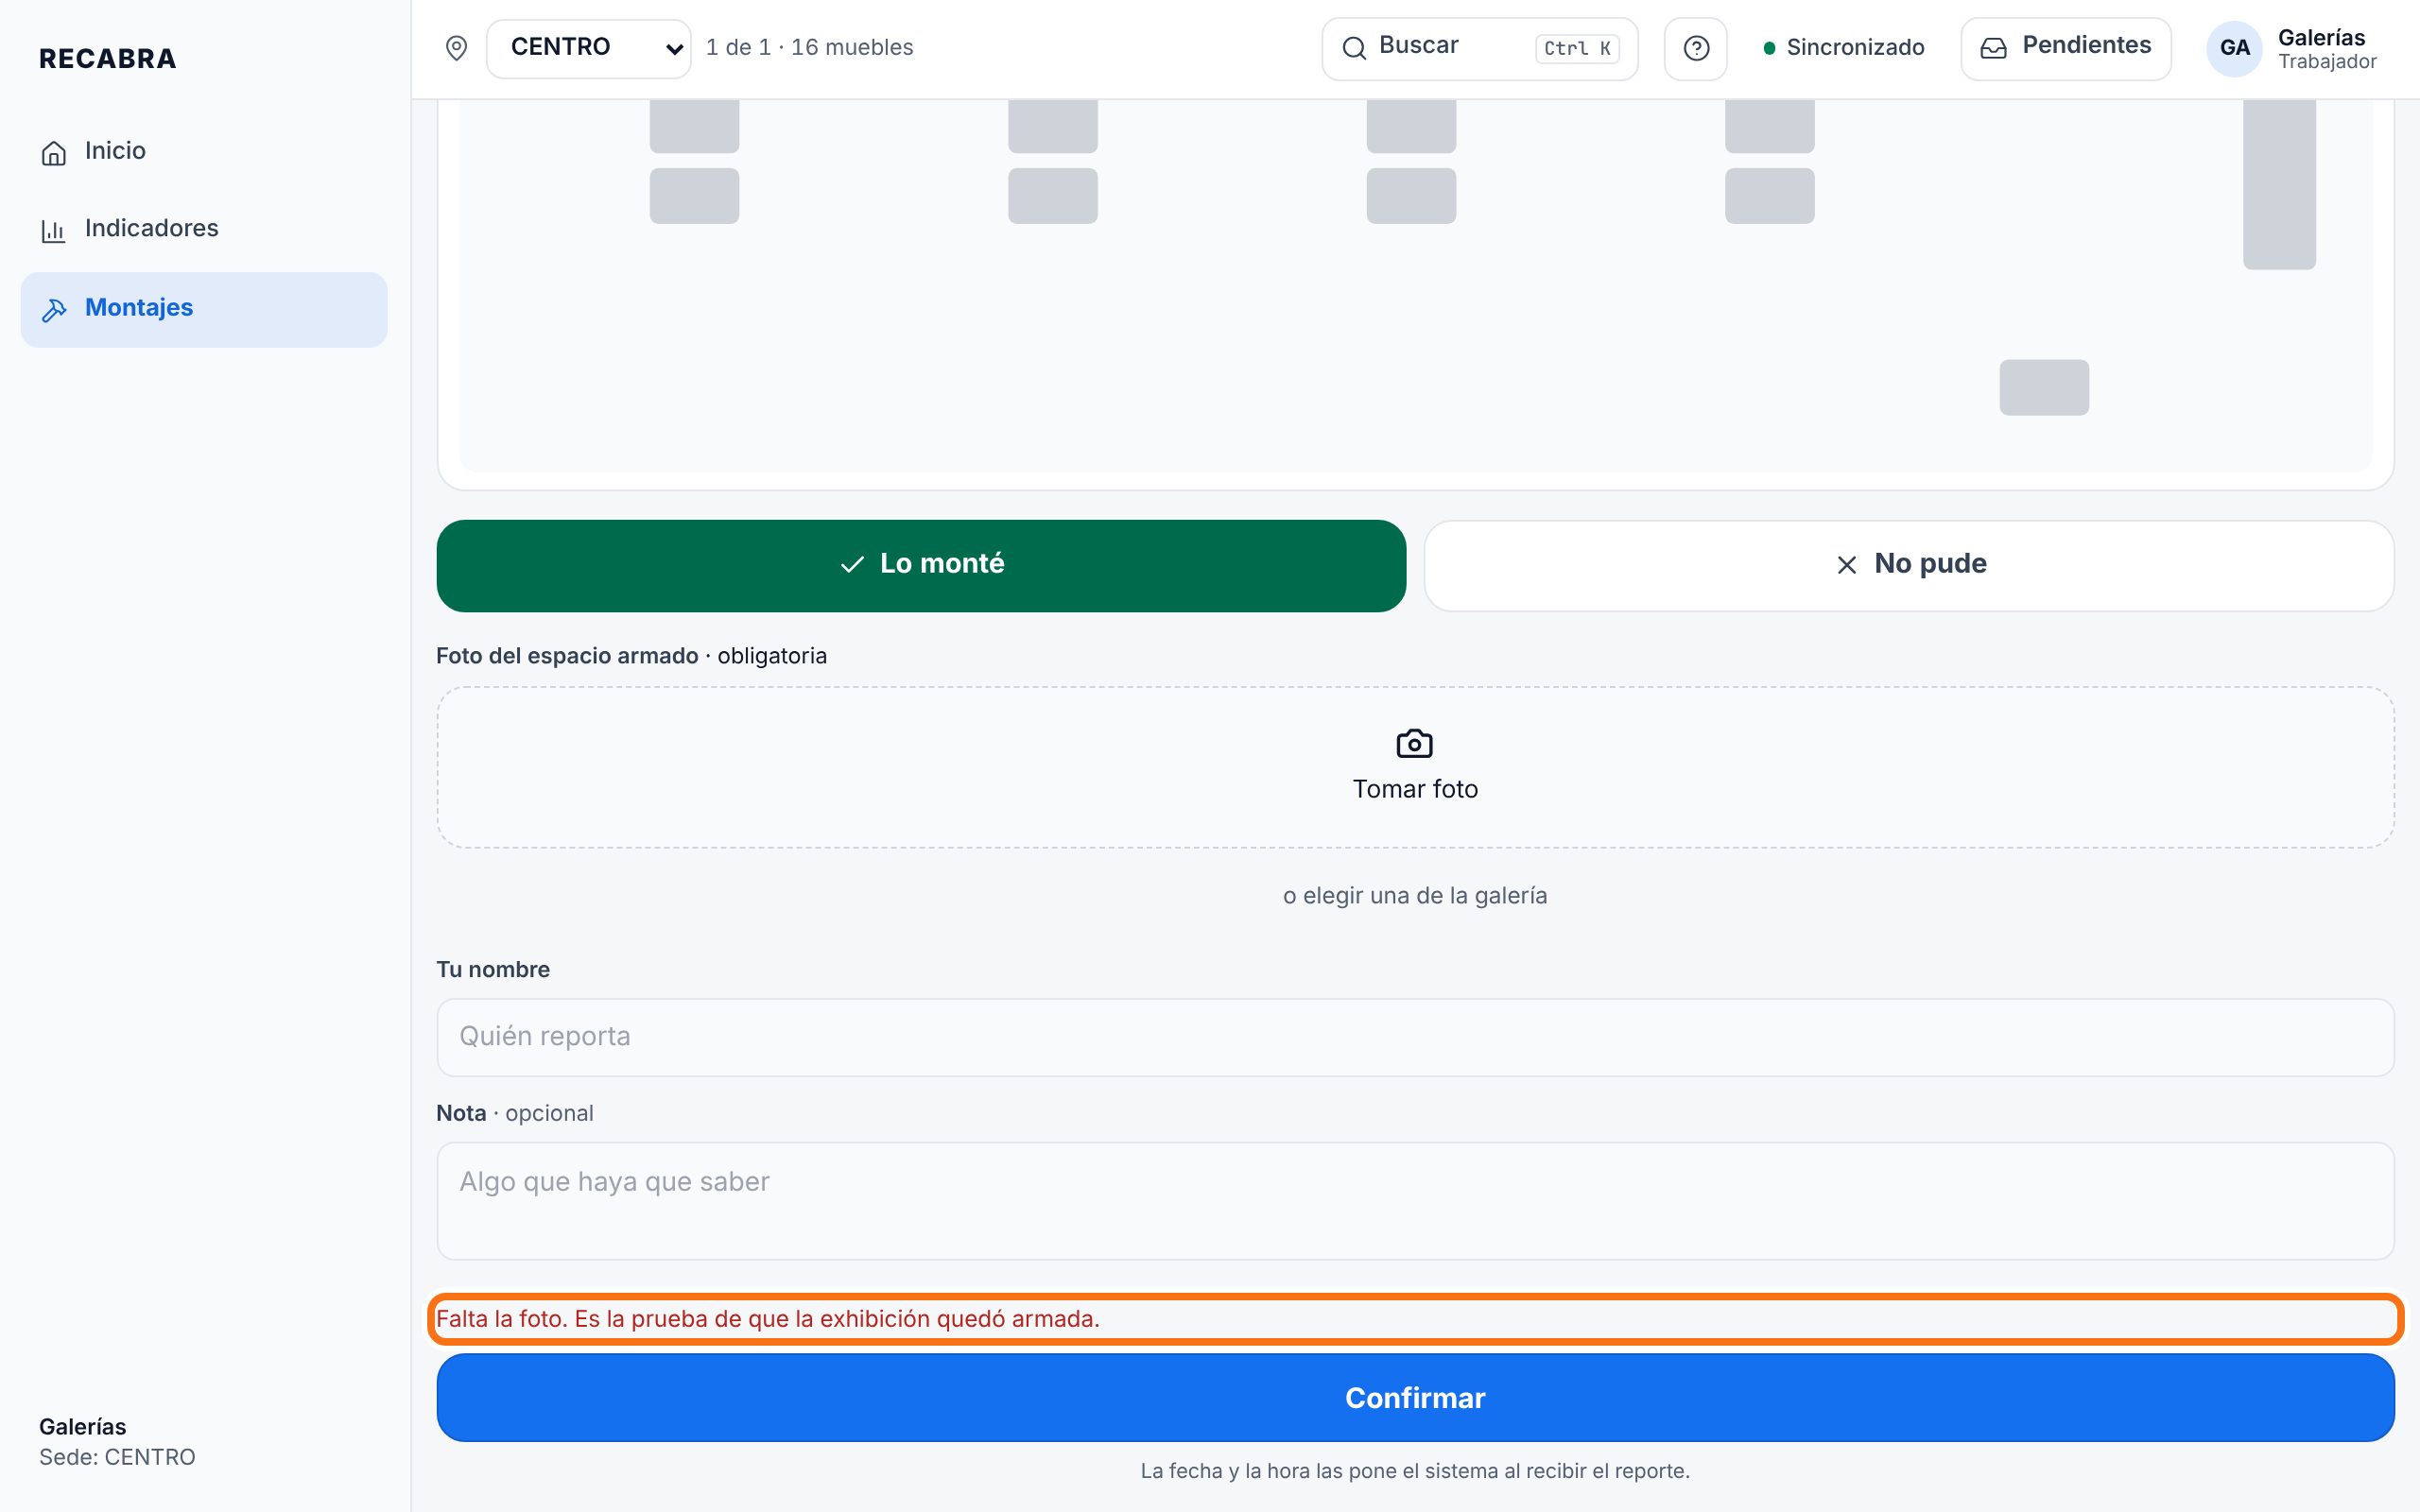 RECABRA
CENTRO
1 de 1 · 16 muebles
Buscar
Ctrl K
Sincronizado
Pendientes
GA
Galerías
Trabajador
Inicio
Indicadores
Montajes
Lo monté
No pude
Foto del espacio armado · obligatoria
Tomar foto
o elegir una de la galería
Tu nombre
Quién reporta
Nota · opcional
Algo que haya que saber
Falta la foto. Es la prueba de que la exhibición quedó armada.
Confirmar
La fecha y la hora las pone el sistema al recibir el reporte.
Galerías
Sede: CENTRO